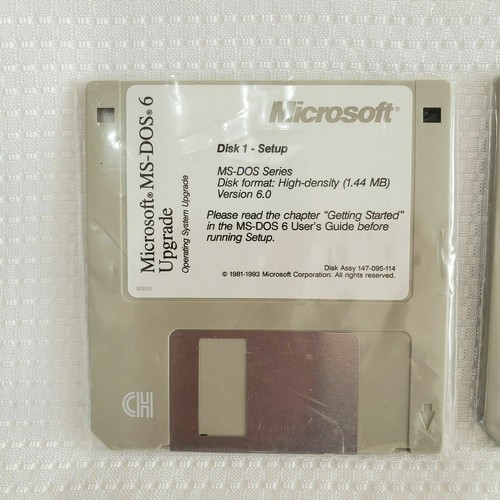 Microsoft® MS-DOS® 6
Upgrade
Operating System Upgrade
Microsoft®
Disk 1 - Setup
MS-DOS Series
Disk format: High-density (1.44 MB)
Version 6.0
Please read the chapter "Getting Started"
in the MS-DOS 6 User's Guide before
running Setup.
Disk Assy 147-095-114
© 1981-1993 Microsoft Corporation. All rights reserved.
CH